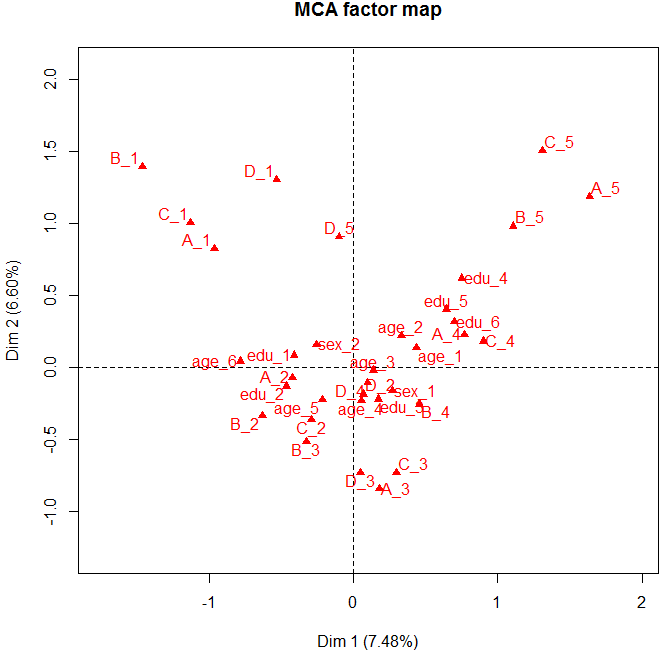 MCA factor map
2.0
1.5
1.0
0.5
0.0
-0.5
-1.0
Dim 2 (6.60%)
C_5
B_1
D_1
A_5
C_1
B_5
A_1
D_5
edu_4
edu_5
edu_6
age_2
A_4
C_4
sex_2
edu_1
age_6
age_3
age_1
A_2
D_2
edu_2
D_4
sex_1
age_5
age_4
edu_3
B_4
B_2
C_2
B_3
C_3
D_3
A_3
-1
0
1
2
Dim 1 (7.48%)